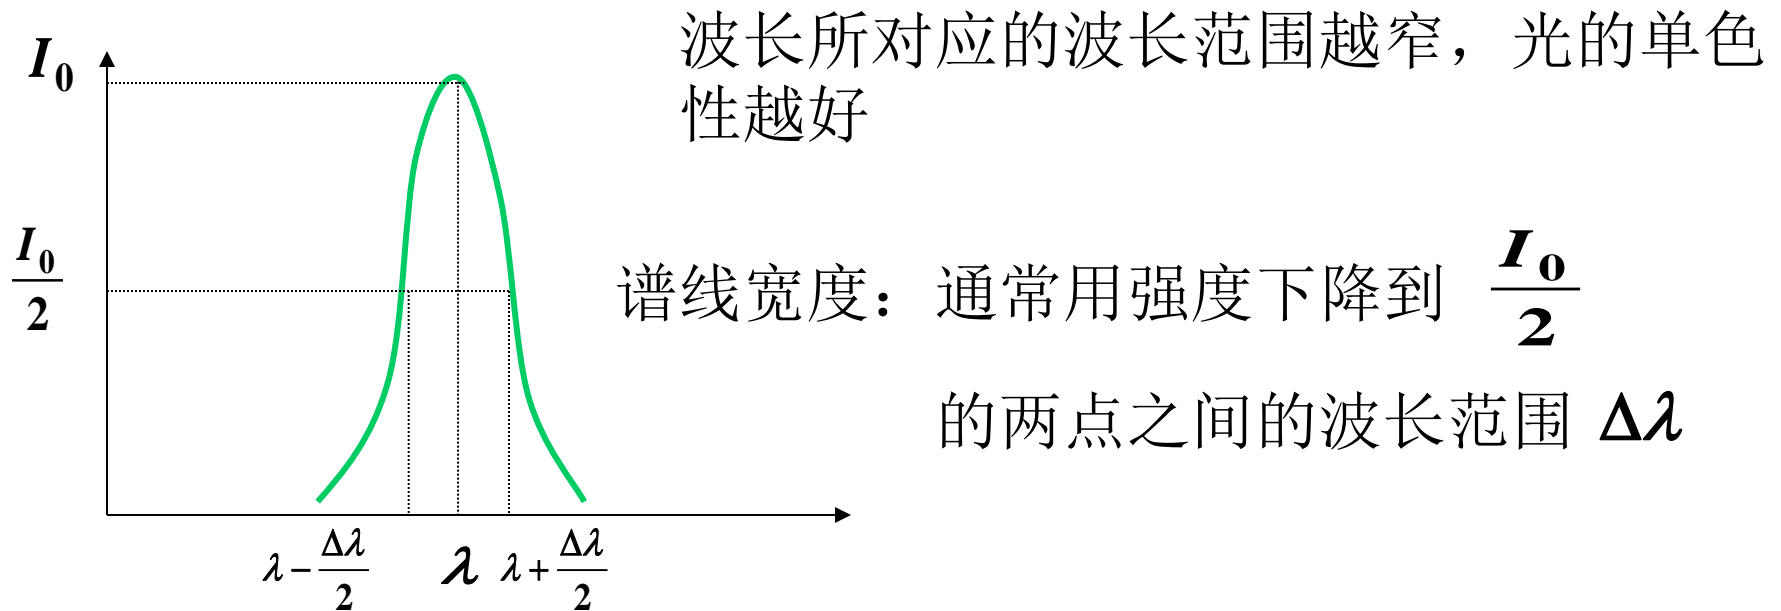 波长所对应的波长范围越窄，光的单色
性越好
I₀
I₀/2
谱线宽度：通常用强度下降到 I₀/2
的两点之间的波长范围 Δλ
λ−Δλ/2 λ λ+Δλ/2